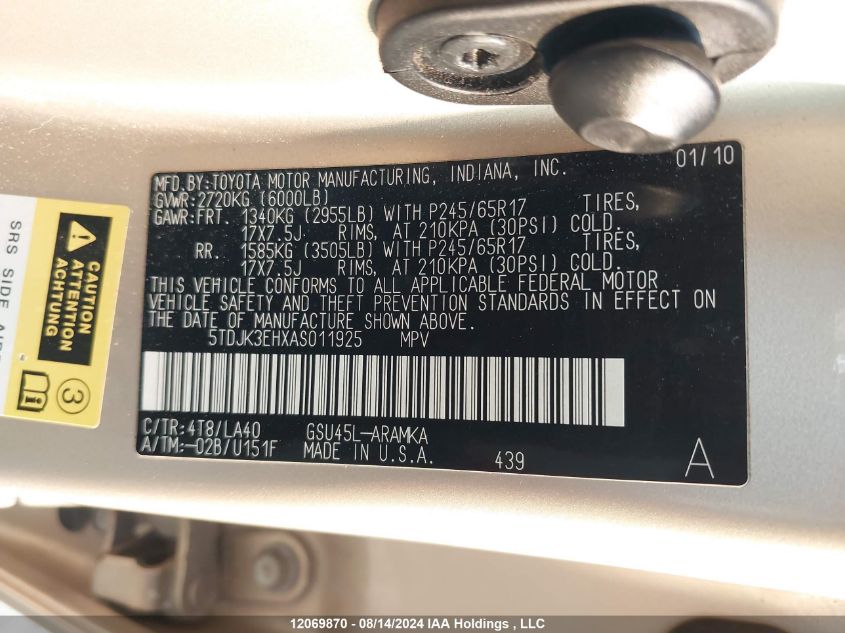 MFD.BY:TOYOTA MOTOR MANUFACTURING, INDIANA, INC. 01/10
GVWR:2720KG (6000LB)
GAWR:FRT. 1340KG (2955LB) WITH P245/65R17 TIRES,
17X7.5J RIMS, AT 210KPA (30PSI) COLD.
RR. 1585KG (3505LB) WITH P245/65R17 TIRES,
17X7.5J RIMS, AT 210KPA (30PSI) COLD.
THIS VEHICLE CONFORMS TO ALL APPLICABLE FEDERAL MOTOR
VEHICLE SAFETY AND THEFT PREVENTION STANDARDS IN EFFECT ON
THE DATE OF MANUFACTURE SHOWN ABOVE.
5TDJK3EHXAS011925 MPV
C/TR:4T8/LA40 GSU45L-ARAMKA
A/TM:-02B/U151F MADE IN U.S.A. 439 A
SRS SIDE
CAUTION
ATTENTION
ACHTUNG
3
i
12069870 - 08/14/2024 IAA Holdings , LLC